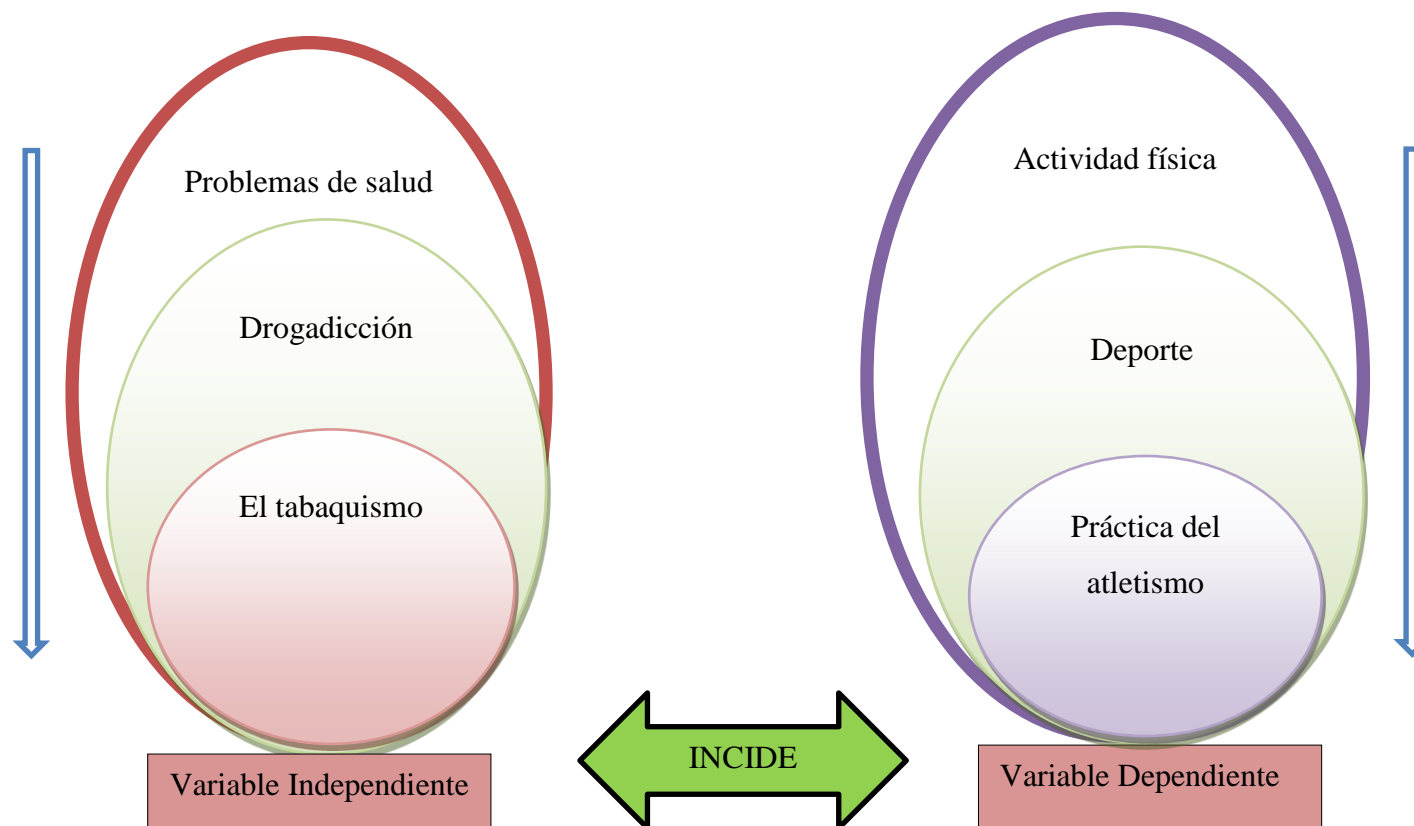 Problemas de salud
Drogadicción
El tabaquismo
Variable Independiente
INCIDE
Actividad física
Deporte
Práctica del
atletismo
Variable Dependiente